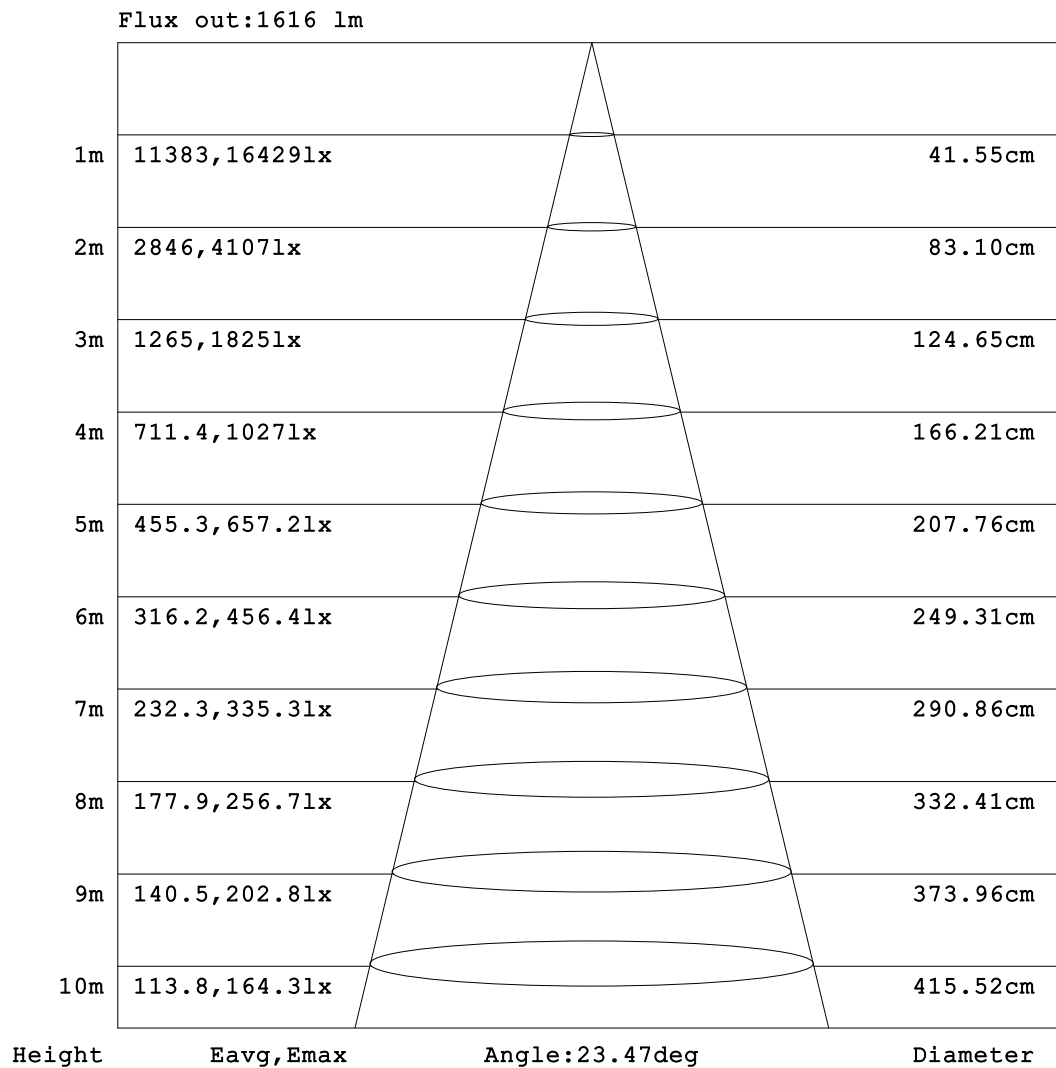 Flux out:1616 lm
1m 11383,16429lx 41.55cm
2m 2846,4107lx 83.10cm
3m 1265,1825lx 124.65cm
4m 711.4,1027lx 166.21cm
5m 455.3,657.2lx 207.76cm
6m 316.2,456.4lx 249.31cm
7m 232.3,335.3lx 290.86cm
8m 177.9,256.7lx 332.41cm
9m 140.5,202.8lx 373.96cm
10m 113.8,164.3lx 415.52cm
Height Eavg,Emax Angle:23.47deg Diameter